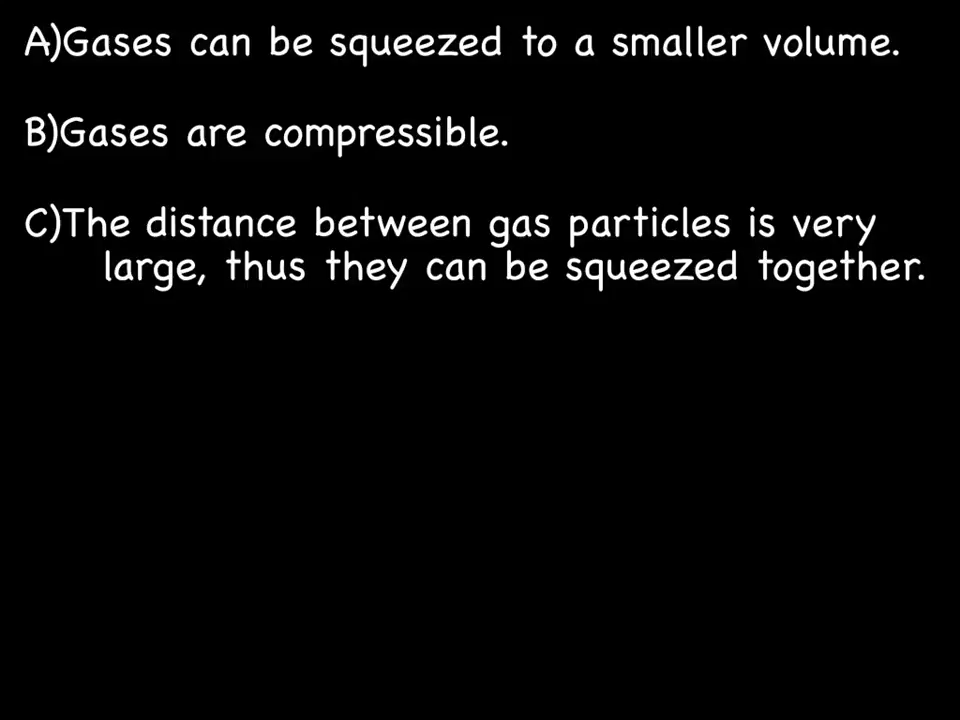 A)Gases can be squeezed to a smaller volume.
B)Gases are compressible.
C)The distance between gas particles is very
large, thus they can be squeezed together.